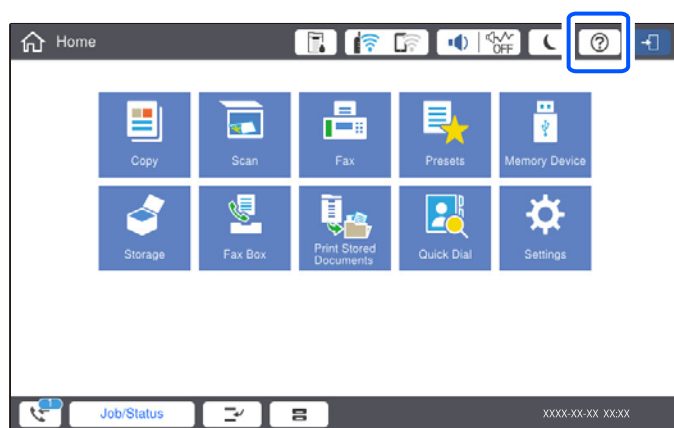 Home
OFF
?
Copy
Scan
Fax
Presets
Memory Device
Storage
Fax Box
Print Stored
Documents
Quick Dial
Settings
1
Job/Status
XXXX-XX-XX XX:XX